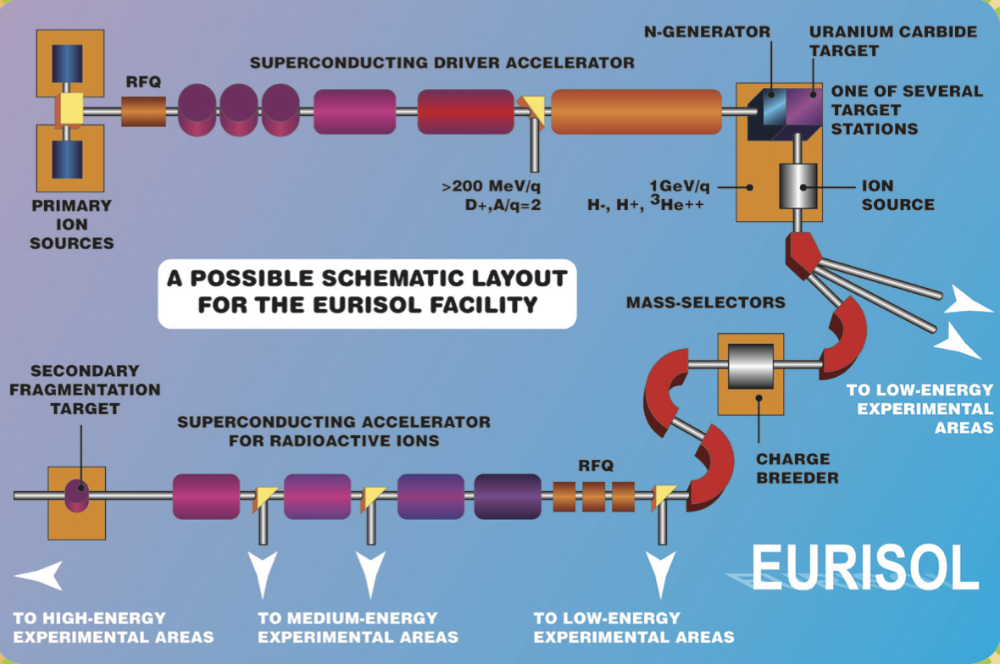 N-GENERATOR
URANIUM CARBIDE
TARGET
SUPERCONDUCTING DRIVER ACCELERATOR
RFQ
ONE OF SEVERAL
TARGET
STATIONS
>200 MeV/q
D+,A/q=2
1GeV/q
H-, H+, ³He++
ION
SOURCE
PRIMARY
ION
SOURCES
A POSSIBLE SCHEMATIC LAYOUT
FOR THE EURISOL FACILITY
MASS-SELECTORS
TO LOW-ENERGY
EXPERIMENTAL
AREAS
SECONDARY
FRAGMENTATION
TARGET
SUPERCONDUCTING ACCELERATOR
FOR RADIOACTIVE IONS
RFQ
CHARGE
BREEDER
EURISOL
TO HIGH-ENERGY
EXPERIMENTAL AREAS
TO MEDIUM-ENERGY
EXPERIMENTAL AREAS
TO LOW-ENERGY
EXPERIMENTAL AREAS